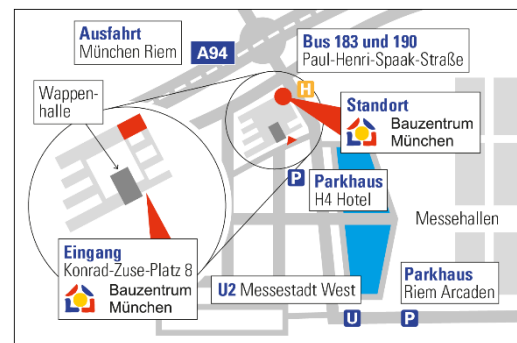 Ausfahrt
München Riem
A94
Bus 183 und 190
Paul-Henri-Spaak-Straße
H
Wappen-
halle
Standort
Bauzentrum
München
P
Parkhaus
H4 Hotel
Messehallen
Eingang
Konrad-Zuse-Platz 8
Bauzentrum
München
U2 Messestadt West
Parkhaus
Riem Arcaden
U
P